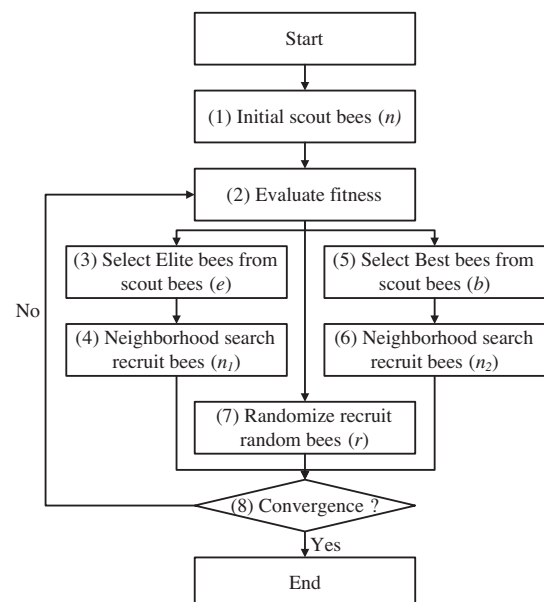 Start
(1) Initial scout bees (n)
(2) Evaluate fitness
(3) Select Elite bees from
scout bees (e)
(5) Select Best bees from
scout bees (b)
No
(4) Neighborhood search
recruit bees (n1)
(6) Neighborhood search
recruit bees (n2)
(7) Randomize recruit
random bees (r)
(8) Convergence ?
Yes
End